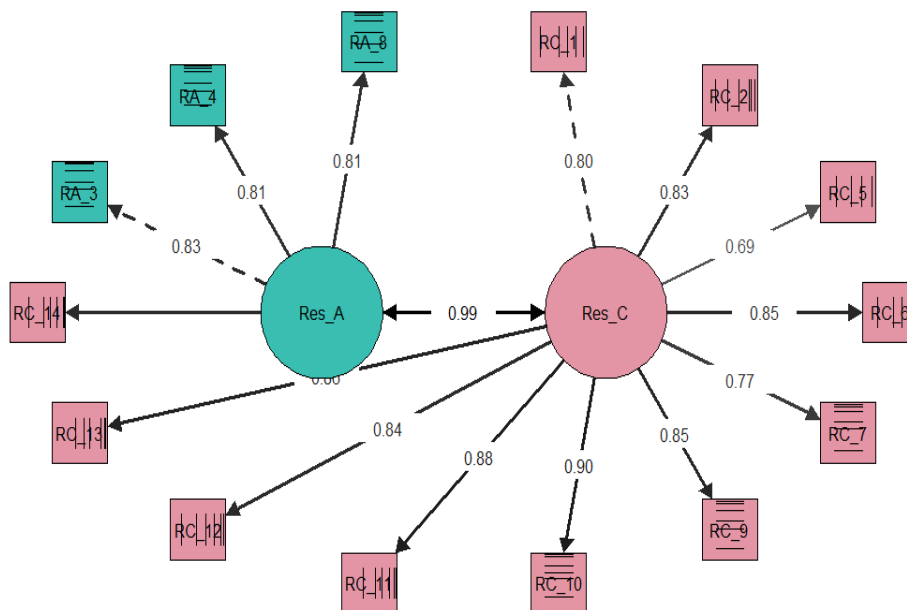 RA_8
RC_1
RA_4
RC_2
0.81
0.80
RA_3
0.81
0.83
RC_5
0.83
0.69
RC_14
Res_A
0.99
Res_C
0.85
RC_6
0.77
RC_13
0.84
RC_7
0.88
0.90
0.85
RC_12
RC_9
RC_11
RC_10